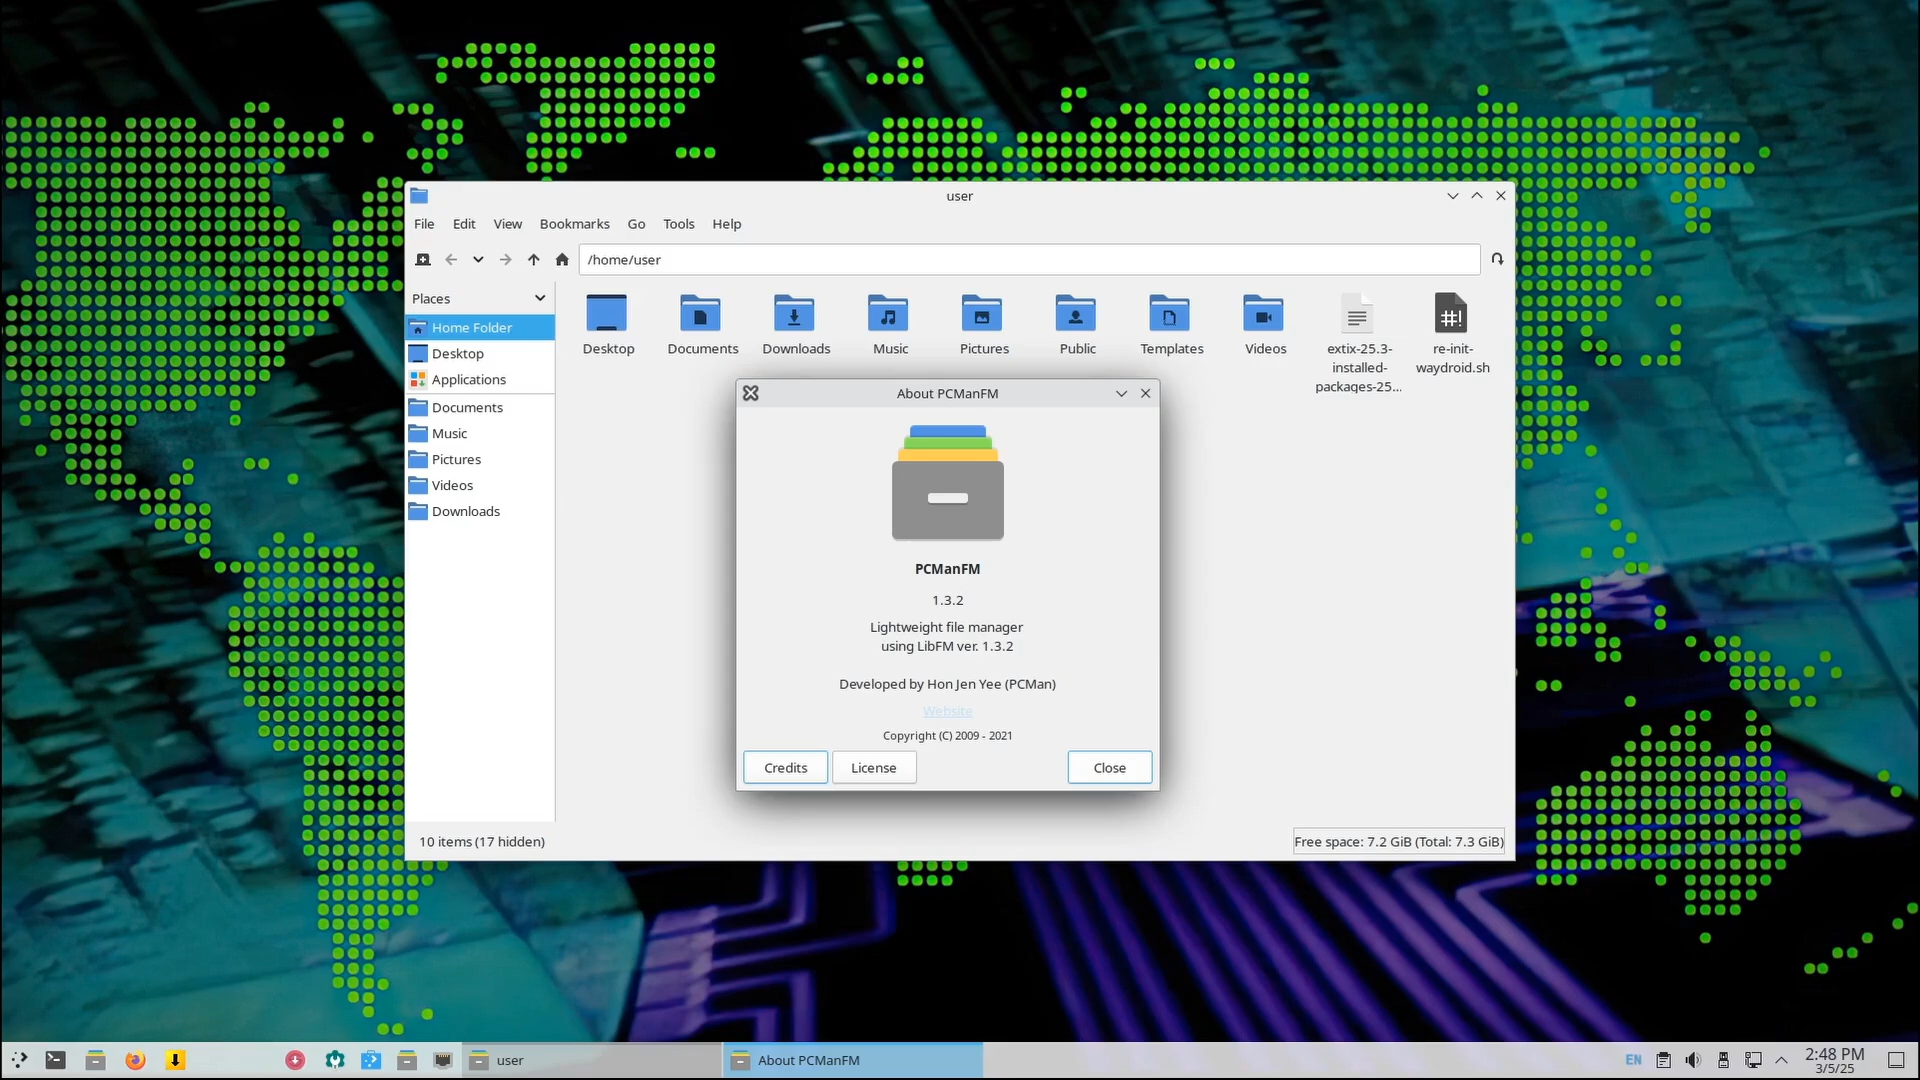 user
File Edit View Bookmarks Go Tools Help
/home/user
Places
Home Folder
Desktop
Applications
Documents
Music
Pictures
Videos
Downloads
Desktop Documents Downloads Music Pictures Public Templates Videos extix-25.3-installed-packages-25... re-init-waydroid.sh
#!
About PCManFM
PCManFM
1.3.2
Lightweight file manager
using LibFM ver. 1.3.2
Developed by Hon Jen Yee (PCMan)
Website
Copyright (C) 2009 - 2021
Credits License Close
10 items (17 hidden) Free space: 7.2 GiB (Total: 7.3 GiB)
user About PCManFM EN 2:48 PM
3/5/25